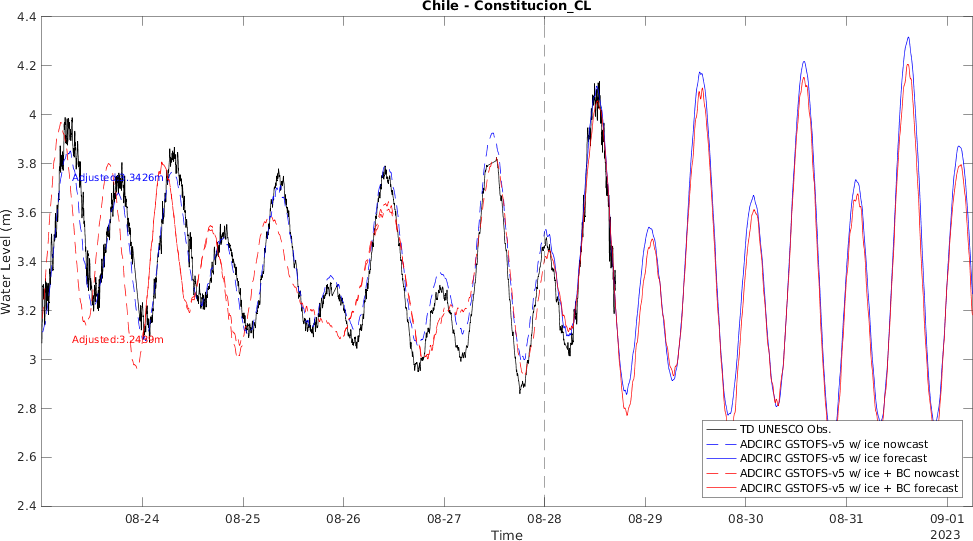 Chile - Constitucion_CL
4.4
4.2
4
3.8
3.6
3.4
3.2
3
2.8
2.6
2.4
Water Level (m)
Adjusted:3.3426m
Adjusted:3.2499m
TD UNESCO Obs.
ADCIRC GSTOFS-v5 w/ ice nowcast
ADCIRC GSTOFS-v5 w/ ice forecast
ADCIRC GSTOFS-v5 w/ ice + BC nowcast
ADCIRC GSTOFS-v5 w/ ice + BC forecast
08-24 08-25 08-26 08-27 08-28 08-29 08-30 08-31 09-01
2023
Time